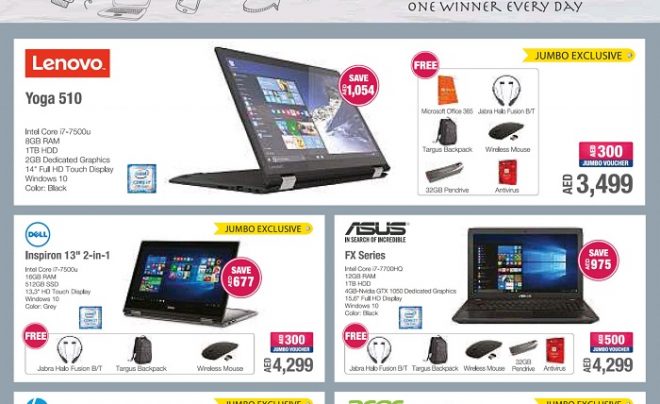 ONE WINNER EVERY DAY
Lenovo.
JUMBO EXCLUSIVE
Yoga 510
Intel Core i7-7500u
8GB RAM
1TB HDD
2GB Dedicated Graphics
14" Full HD Touch Display
Windows 10
Color: Black
SAVE
AED
1,054
FREE
Microsoft Office 365
Jabra Halo Fusion B/T
Targus Backpack
Wireless Mouse
32GB Pendrive
Antivirus
AED 300
JUMBO VOUCHER
AED 3,499
DELL
JUMBO EXCLUSIVE
Inspiron 13" 2-in-1
Intel Core i7-7500u
16GB RAM
512GB SSD
13.3" HD Touch Display
Windows 10
Color: Grey
SAVE
AED
677
FREE
Jabra Halo Fusion B/T
Targus Backpack
Wireless Mouse
AED 300
JUMBO VOUCHER
AED 4,299
ASUS
IN SEARCH OF INCREDIBLE
JUMBO EXCLUSIVE
FX Series
Intel Core i7-7700HQ
12GB RAM
1TB HDD
4GB-Nvidia GTX 1050 Dedicated Graphics
15.6" Full HD Display
Windows 10
Color: Black
SAVE
AED
975
FREE
Jabra Halo Fusion B/T
Targus Backpack
Wireless Mouse
32GB Pendrive
Antivirus
AED 500
JUMBO VOUCHER
AED 4,299
JUMBO EXCLUSIVE
JUMBO EXCLUSIVE